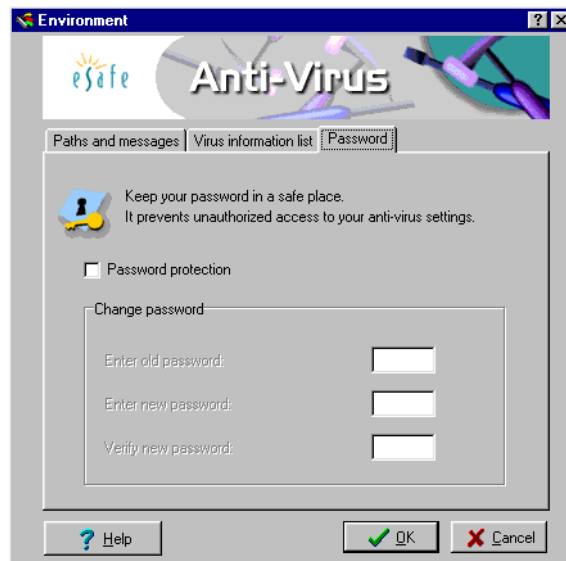 Environment
eSafe
Anti-Virus
Paths and messages Virus information list Password
Keep your password in a safe place.
It prevents unauthorized access to your anti-virus settings.
Password protection
Change password
Enter old password:
Enter new password:
Verify new password:
Help OK Cancel